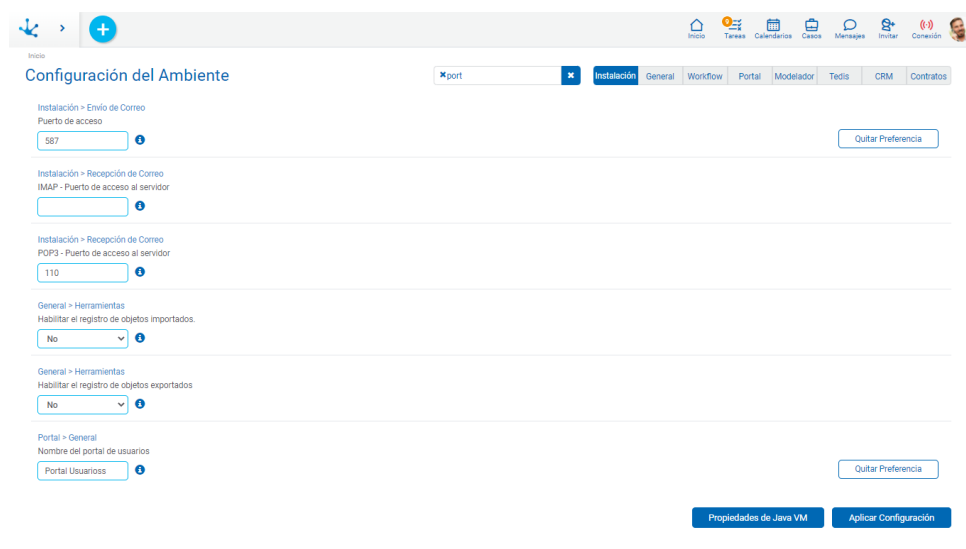 Inicio
9
Tareas
Calendarios
Casos
Mensajes
Invitar
Conexión
Inicio
Configuración del Ambiente
port
Instalación General Workflow Portal Modelador Tedis CRM Contratos
Instalación > Envío de Correo
Puerto de acceso
587
Quitar Preferencia
Instalación > Recepción de Correo
IMAP - Puerto de acceso al servidor
Instalación > Recepción de Correo
POP3 - Puerto de acceso al servidor
110
General > Herramientas
Habilitar el registro de objetos importados.
No
General > Herramientas
Habilitar el registro de objetos exportados
No
Portal > General
Nombre del portal de usuarios
Portal Usuarioss
Quitar Preferencia
Propiedades de Java VM Aplicar Configuración